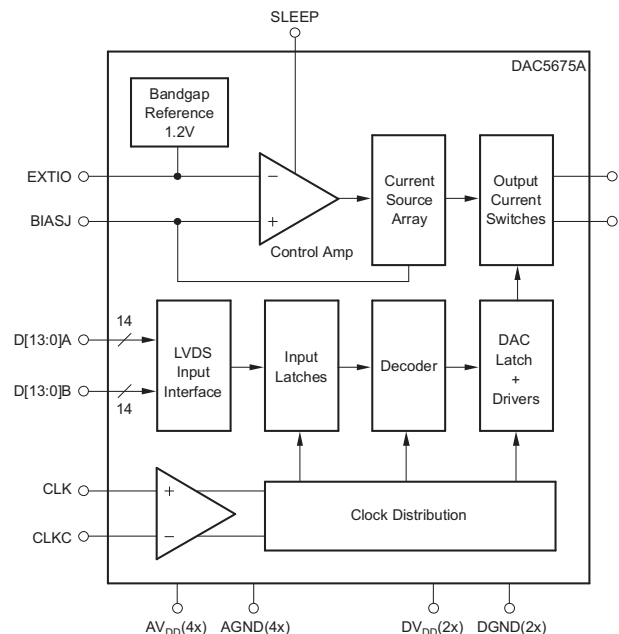 SLEEP
DAC5675A
Bandgap
Reference
1.2V
EXTIO
BIASJ
−
+
Control Amp
Current
Source
Array
Output
Current
Switches
D[13:0]A
14
D[13:0]B
14
LVDS
Input
Interface
Input
Latches
Decoder
DAC
Latch
+
Drivers
CLK
CLKC
+
−
Clock Distribution
AVDD(4x)
AGND(4x)
DVDD(2x)
DGND(2x)